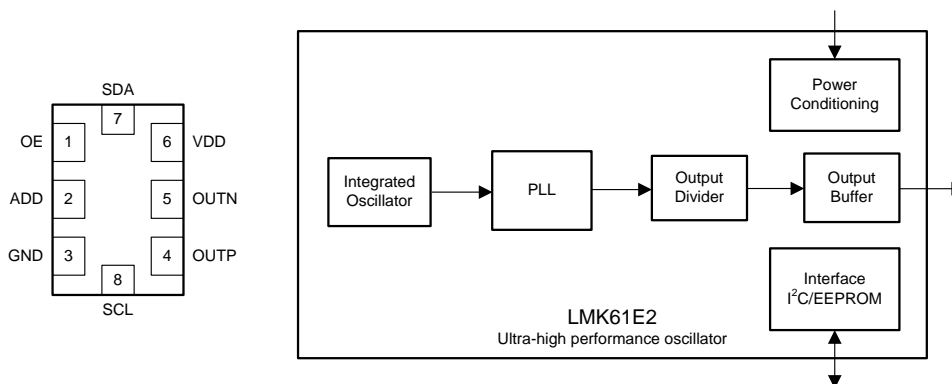 SDA
7
OE 1 6 VDD
ADD 2 5 OUTN
GND 3 4 OUTP
8
SCL
Power
Conditioning
Integrated
Oscillator
PLL
Output
Divider
Output
Buffer
Interface
I²C/EEPROM
LMK61E2
Ultra-high performance oscillator